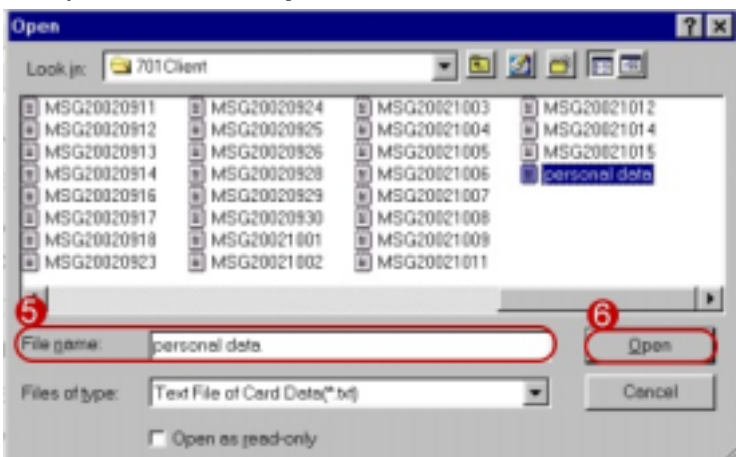 Open
Look in: 701Client
MSG20020911 MSG20020924 MSG20021003 MSG20021012
MSG20020912 MSG20020925 MSG20021004 MSG20021014
MSG20020913 MSG20020926 MSG20021005 MSG20021015
MSG20020914 MSG20020928 MSG20021006 personal data
MSG20020916 MSG20020929 MSG20021007
MSG20020917 MSG20020930 MSG20021008
MSG20020918 MSG20021001 MSG20021009
MSG20020923 MSG20021002 MSG20021011
5 6
File name: personal data Open
Files of type: Text File of Card Data(*.txt) Cancel
Open as read-only